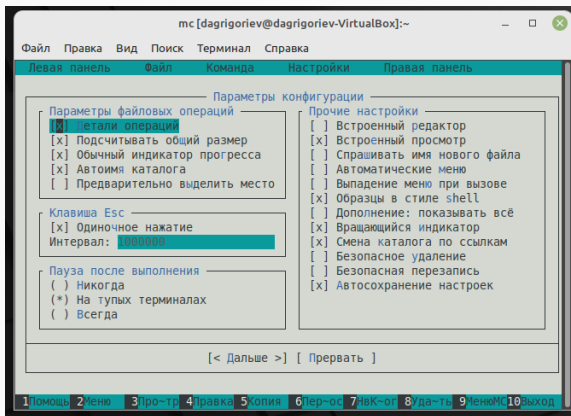 mc [dagrigoriev@dagrigoriev-VirtualBox]:~
Файл Правка Вид Поиск Терминал Справка
Левая панель Файл Команда Настройки Правая панель
Параметры конфигурации
Параметры файловых операций
[x] Детали операций
[x] Подсчитывать общий размер
[x] Обычный индикатор прогресса
[x] Автоимя каталога
[ ] Предварительно выделить место
Клавиша Esc
[x] Одиночное нажатие
Интервал: 1000000
Пауза после выполнения
( ) Никогда
(*) На тупых терминалах
( ) Всегда
Прочие настройки
[ ] Встроенный редактор
[x] Встроенный просмотр
[ ] Спрашивать имя нового файла
[ ] Автоматические меню
[ ] Выпадение меню при вызове
[x] Образцы в стиле shell
[ ] Дополнение: показывать всё
[x] Вращающийся индикатор
[x] Смена каталога по ссылкам
[ ] Безопасное удаление
[ ] Безопасная перезапись
[x] Автосохранение настроек
[< Дальше >] [ Прервать ]
1Помощь 2Меню 3Про~тр 4Правка 5Копия 6Пер~ос 7НвК~ог 8Уда~ть 9МенюMC 10Выход